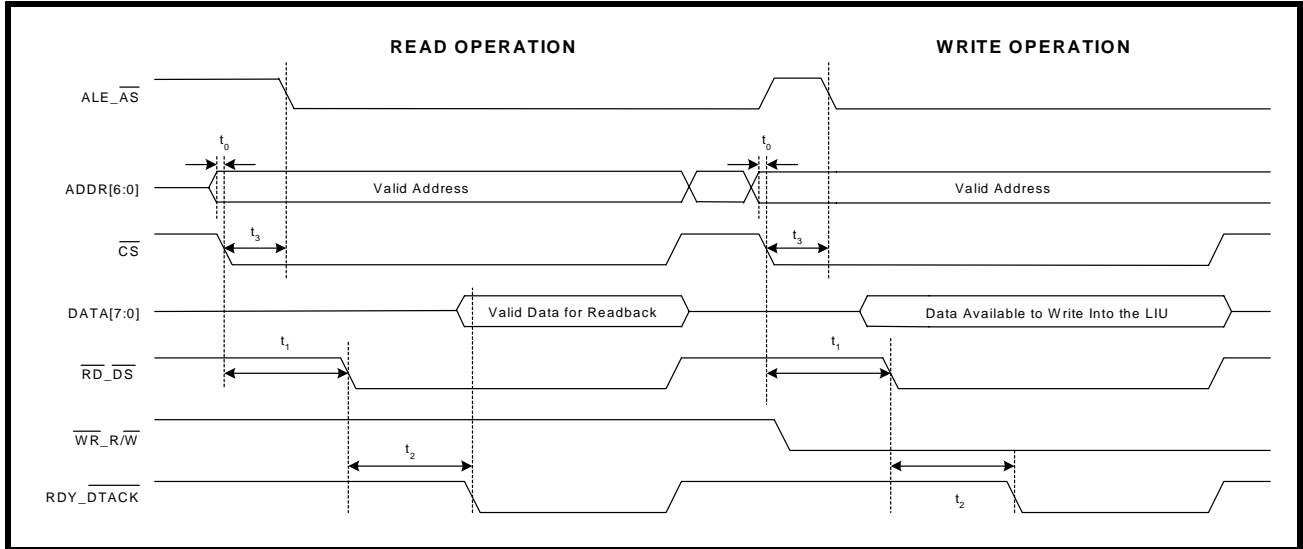 READ OPERATION WRITE OPERATION
ALE_AS
t0 t0
ADDR[6:0] Valid Address Valid Address
t3 t3
CS
DATA[7:0] Valid Data for Readback Data Available to Write Into the LIU
t1 t1
RD_DS
WR_R/W
t2
RDY_DTACK t2